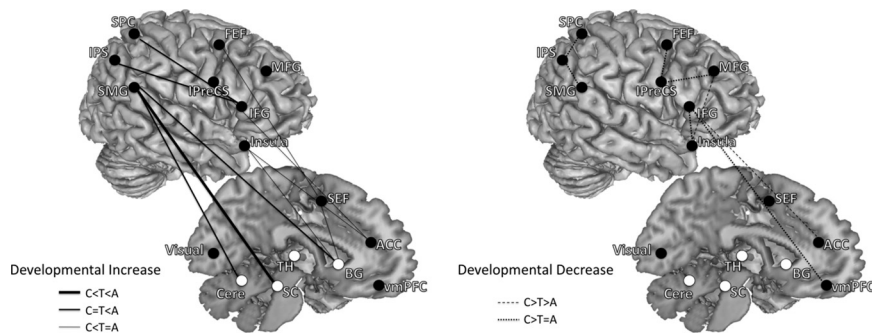 SPC
FEF
IPS
MFG
SMG
IPreCS
IFG
Insula
SEF
Visual
ACC
TH
BG
Cere
SC
vmPFC
Developmental Increase
C<T<A
C=T<A
C<T=A
SPC
FEF
IPS
MFG
SMG
IPreCS
IFG
Insula
SEF
Visual
ACC
TH
BG
Cere
SC
vmPFC
Developmental Decrease
C>T>A
C>T=A